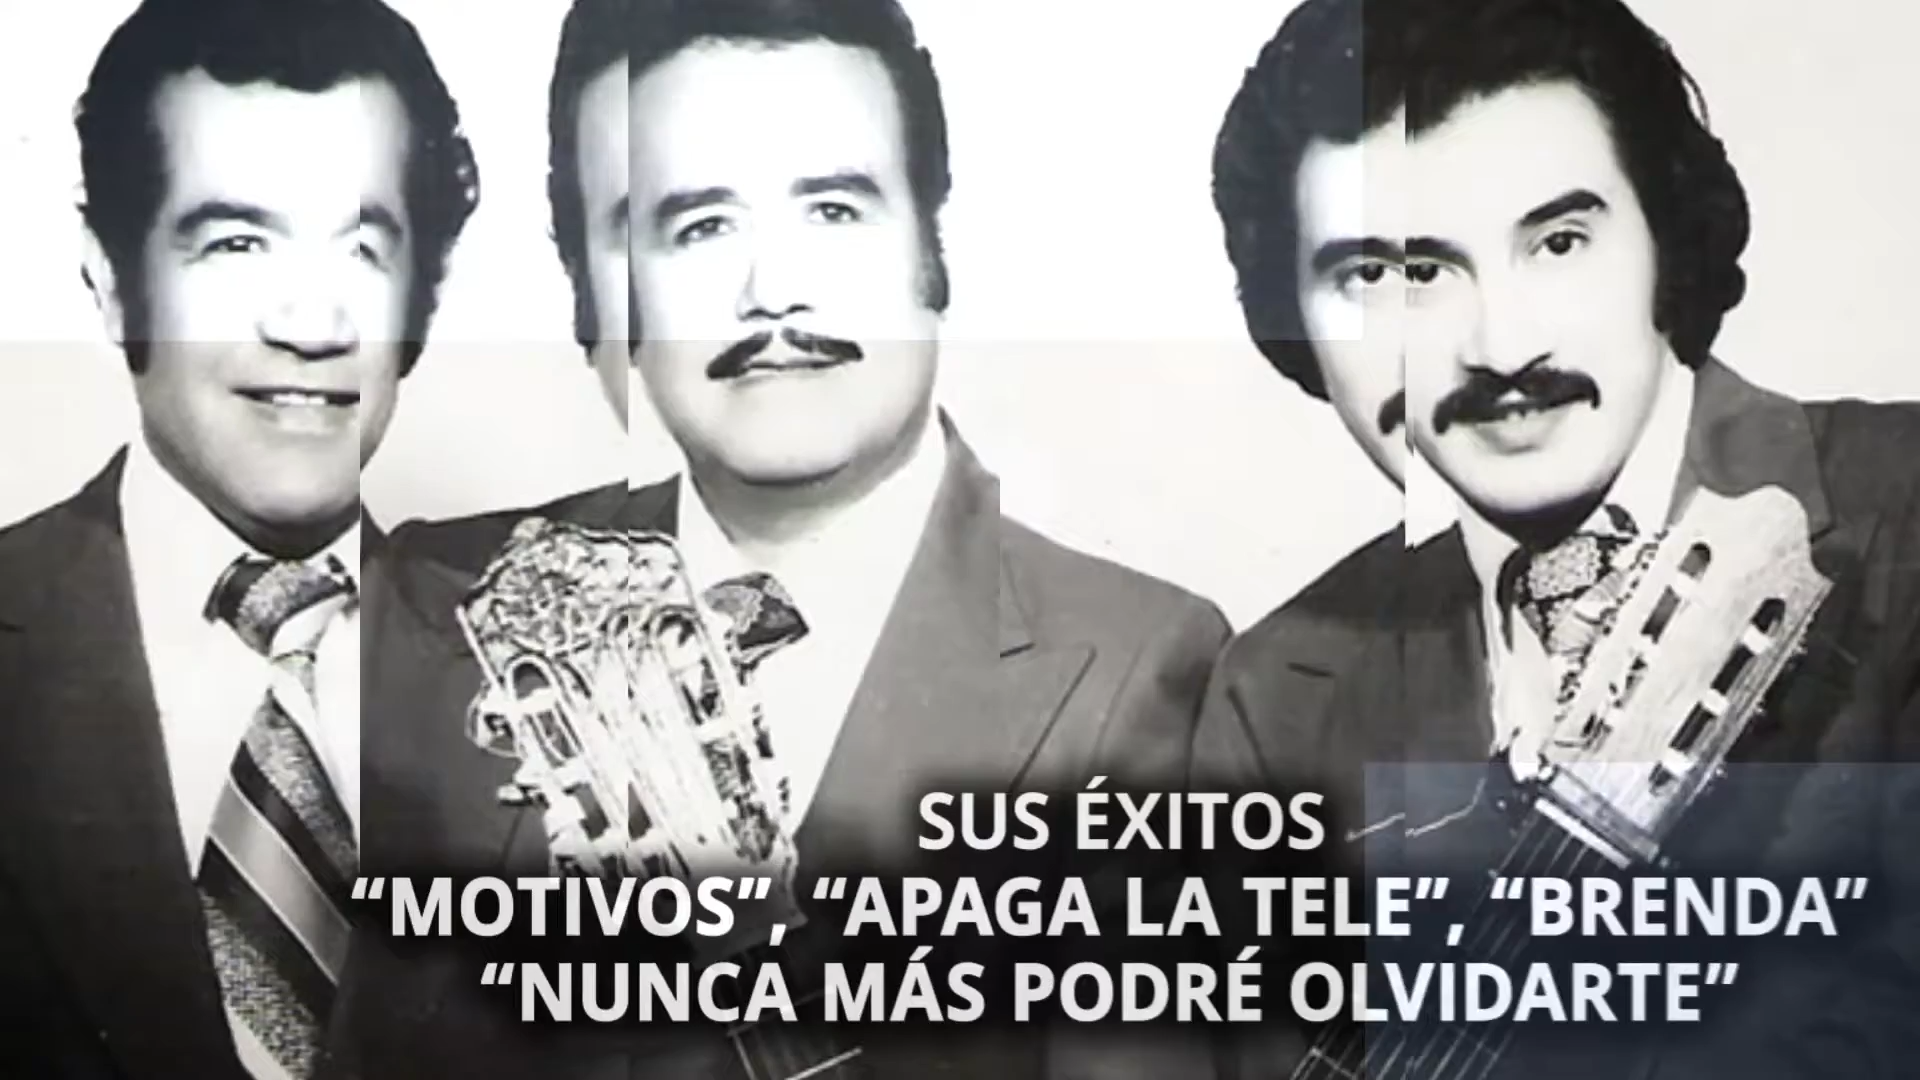 SUS ÉXITOS
“MOTIVOS”, “APAGA LA TELE”, “BRENDA”
“NUNCA MÁS PODRÉ OLVIDARTE”